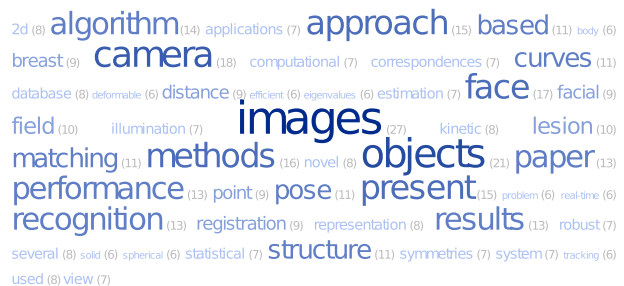 2d (8) algorithm (14) applications (7) approach (15) based (11) body (6)
breast (9) camera (18) computational (7) correspondences (7) curves (11)
database (8) deformable (6) distance (9) efficient (6) eigenvalues (6) estimation (7) face (17) facial (9)
field (10) illumination (7) images (27) kinetic (8) lesion (10)
matching (11) methods (16) novel (8) objects (21) paper (13)
performance (13) point (9) pose (11) present (15) problem (6) real-time (6)
recognition (13) registration (9) representation (8) results (13) robust (7)
several (8) solid (6) spherical (6) statistical (7) structure (11) symmetries (7) system (7) tracking (6)
used (8) view (7)